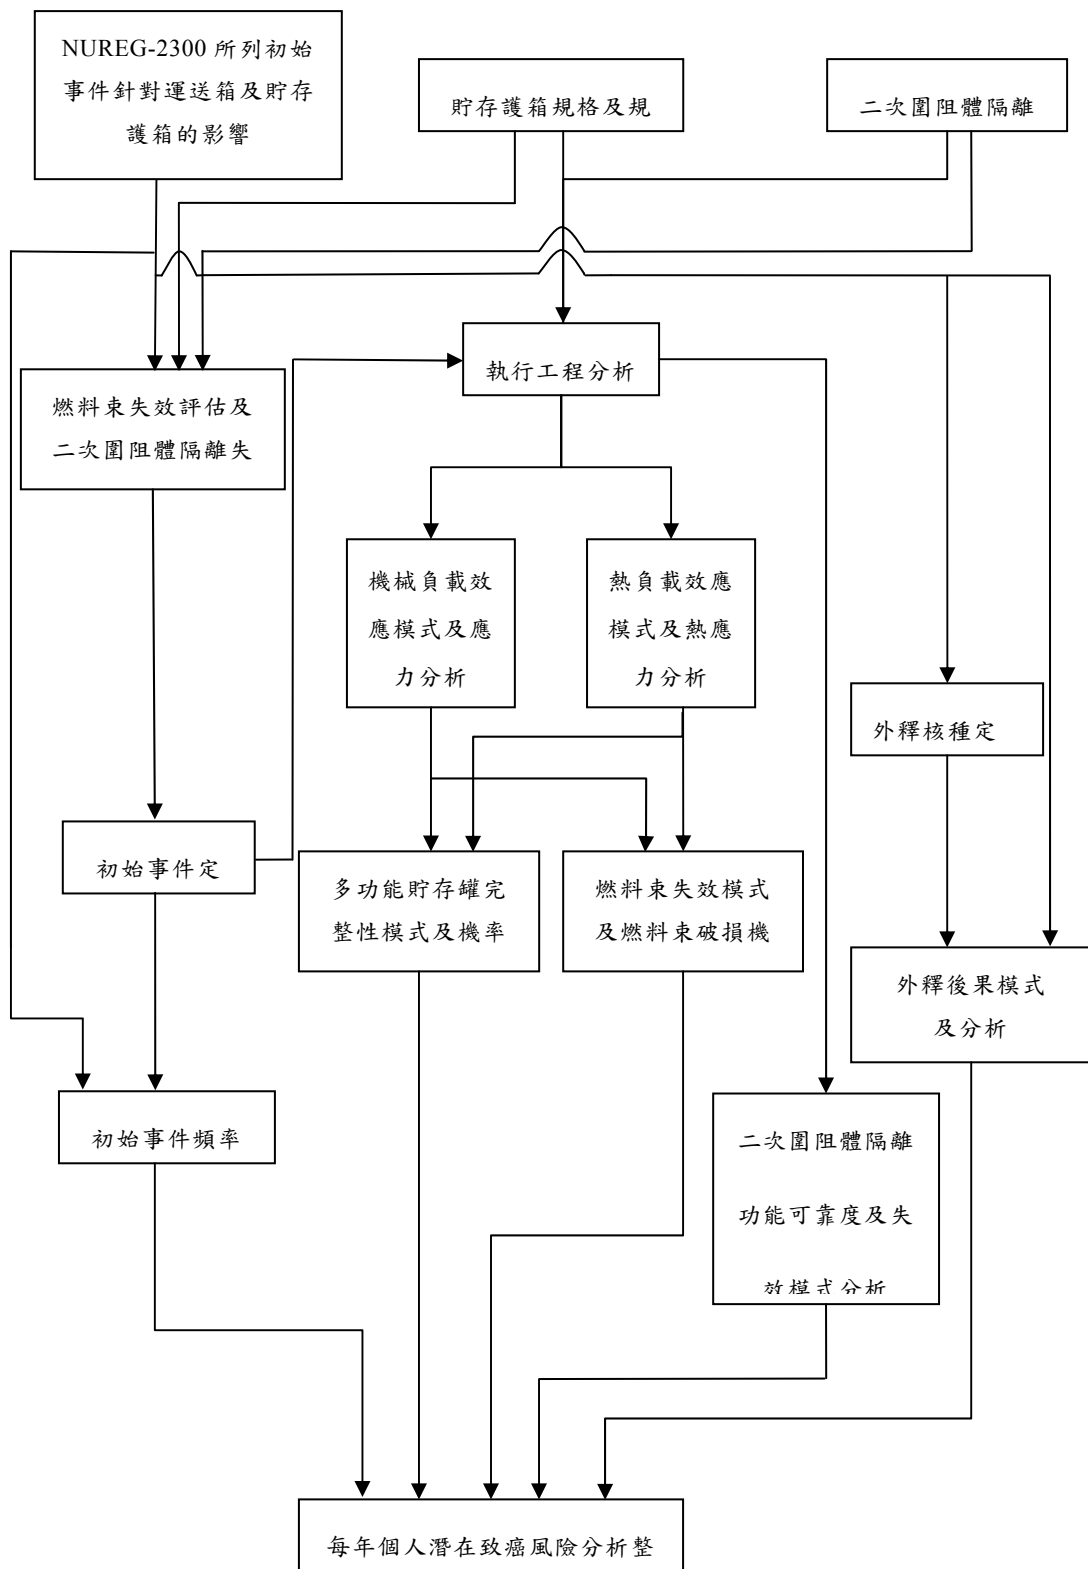 NUREG-2300 所列初始
事件針對運送箱及貯存
護箱的影響
貯存護箱規格及規
二次圍阻體隔離
執行工程分析
燃料束失效評估及
二次圍阻體隔離失
機械負載效
應模式及應
力分析
熱負載效應
模式及熱應
力分析
外釋核種定
初始事件定
多功能貯存罐完
整性模式及機率
燃料束失效模式
及燃料束破損機
外釋後果模式
及分析
初始事件頻率
二次圍阻體隔離
功能可靠度及失
效模式分析
每年個人潛在致癌風險分析整